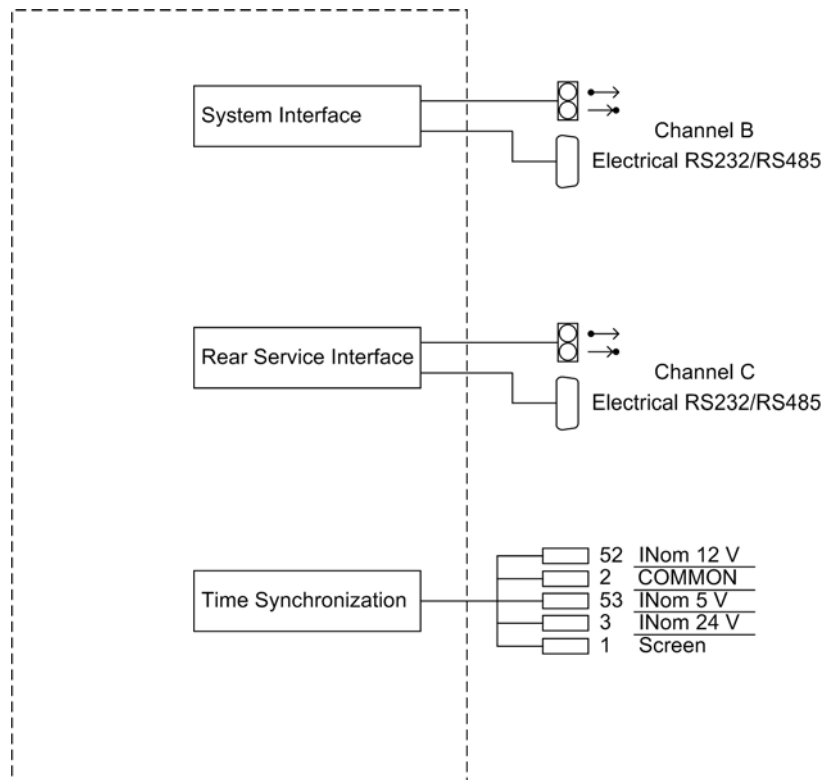 System Interface
Channel B
Electrical RS232/RS485
Rear Service Interface
Channel C
Electrical RS232/RS485
Time Synchronization
52 INom 12 V
2 COMMON
53 INom 5 V
3 INom 24 V
1 Screen